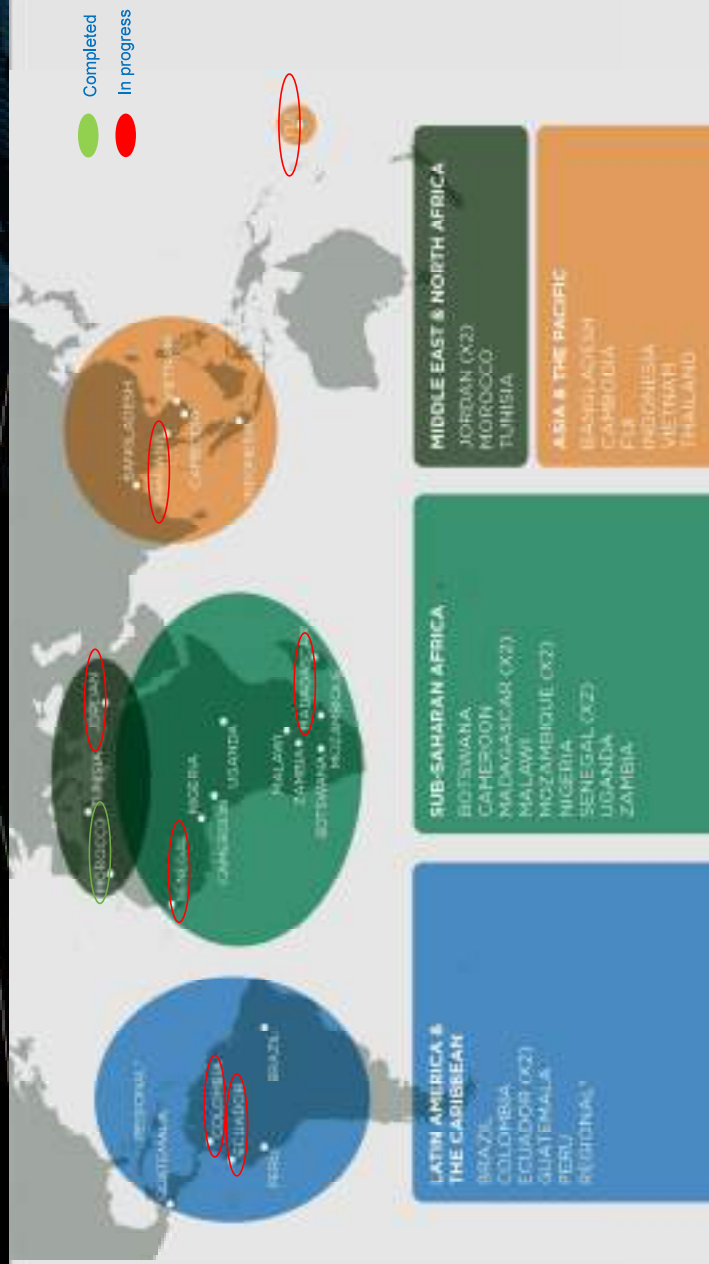 Completed
In progress
REGIONAL*
GUATEMALA
COLOMBIA
ECUADOR
PERU
BRAZIL
MOROCCO
TUNISIA
JORDAN
SENEGAL
NIGERIA
CAMEROON
UGANDA
MALAWI
ZAMBIA
BOTSWANA
MOZAMBIQUE
MADAGASCAR
BANGLADESH
CAMBODIA
VIETNAM
INDONESIA
LATIN AMERICA &
THE CARIBBEAN
BRAZIL
COLOMBIA
ECUADOR (X2)
GUATEMALA
PERU
REGIONAL*
SUB-SAHARAN AFRICA
BOTSWANA
CAMEROON
MADAGASCAR (X2)
MALAWI
MOZAMBIQUE (X2)
NIGERIA
SENEGAL (X2)
UGANDA
ZAMBIA
MIDDLE EAST & NORTH AFRICA
JORDAN (X2)
MOROCCO
TUNISIA
ASIA & THE PACIFIC
BANGLADESH
CAMBODIA
FIJI
INDONESIA
VIETNAM
THAILAND